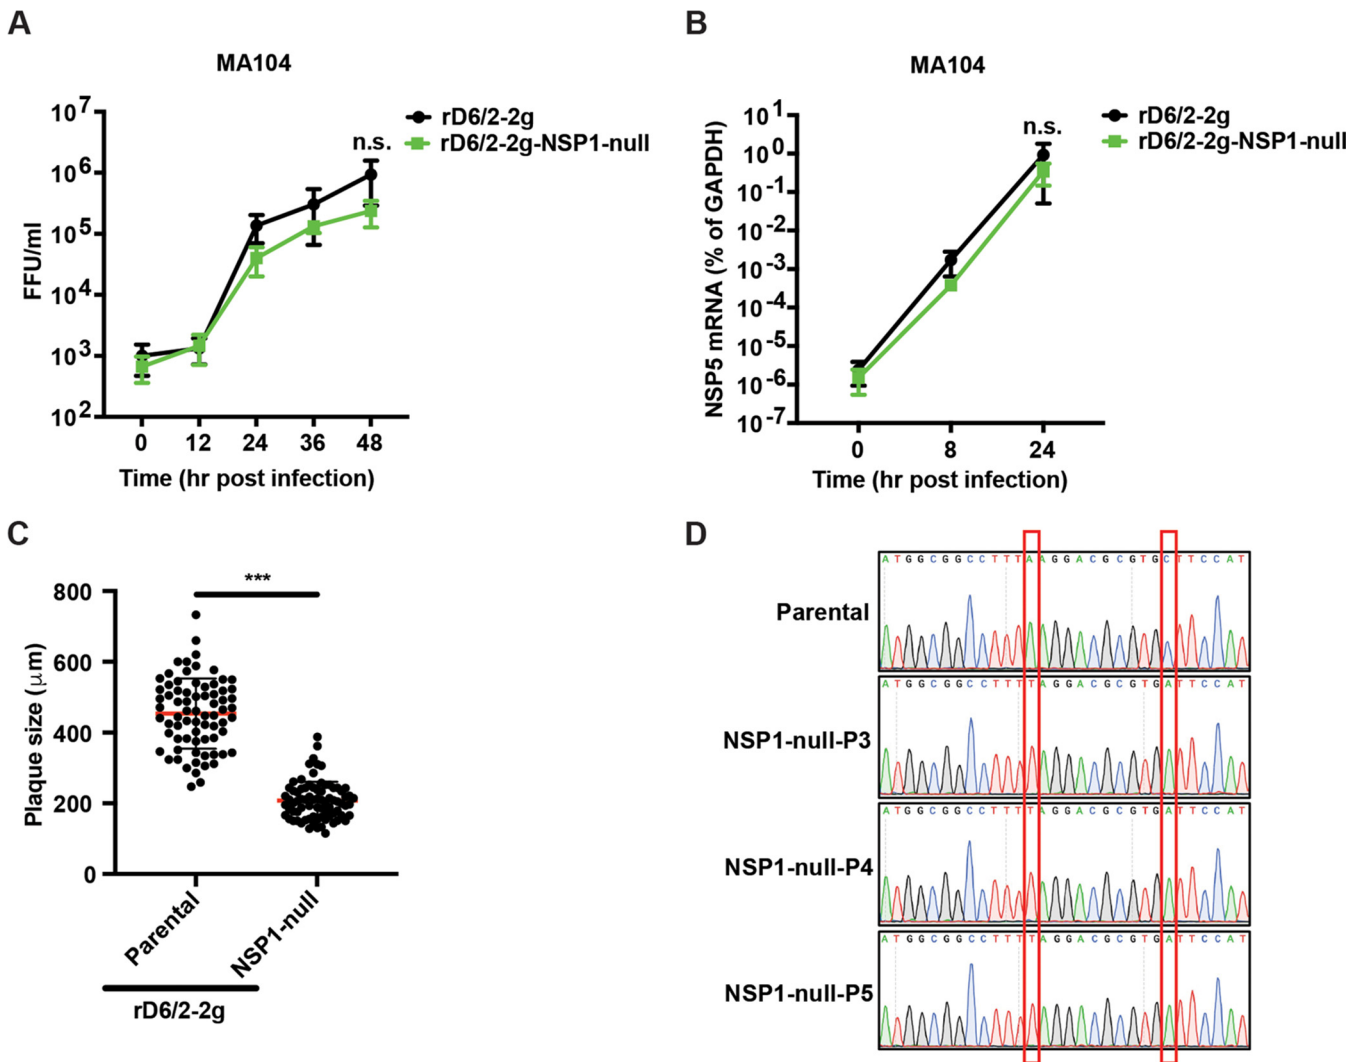 A
MA104
FFU/ml
10^7
10^6
10^5
10^4
10^3
10^2
n.s.
rD6/2-2g
rD6/2-2g-NSP1-null
0 12 24 36 48
Time (hr post infection)
B
MA104
NSP5 mRNA (% of GAPDH)
10^1
10^0
10^-1
10^-2
10^-3
10^-4
10^-5
10^-6
10^-7
n.s.
rD6/2-2g
rD6/2-2g-NSP1-null
0 8 24
Time (hr post infection)
C
Plaque size (μm)
800
600
400
200
0
***
Parental
NSP1-null
rD6/2-2g
D
Parental
ATGGCGGCCTTTAAGGACGCGTGCTTCCAT
NSP1-null-P3
ATGGCGGCCTTTTAGGACGCGTGATTCCAT
NSP1-null-P4
ATGGCGGCCTTTTAGGACGCGTGATTCCAT
NSP1-null-P5
ATGGCGGCCTTTTAGGACGCGTGATTCCAT